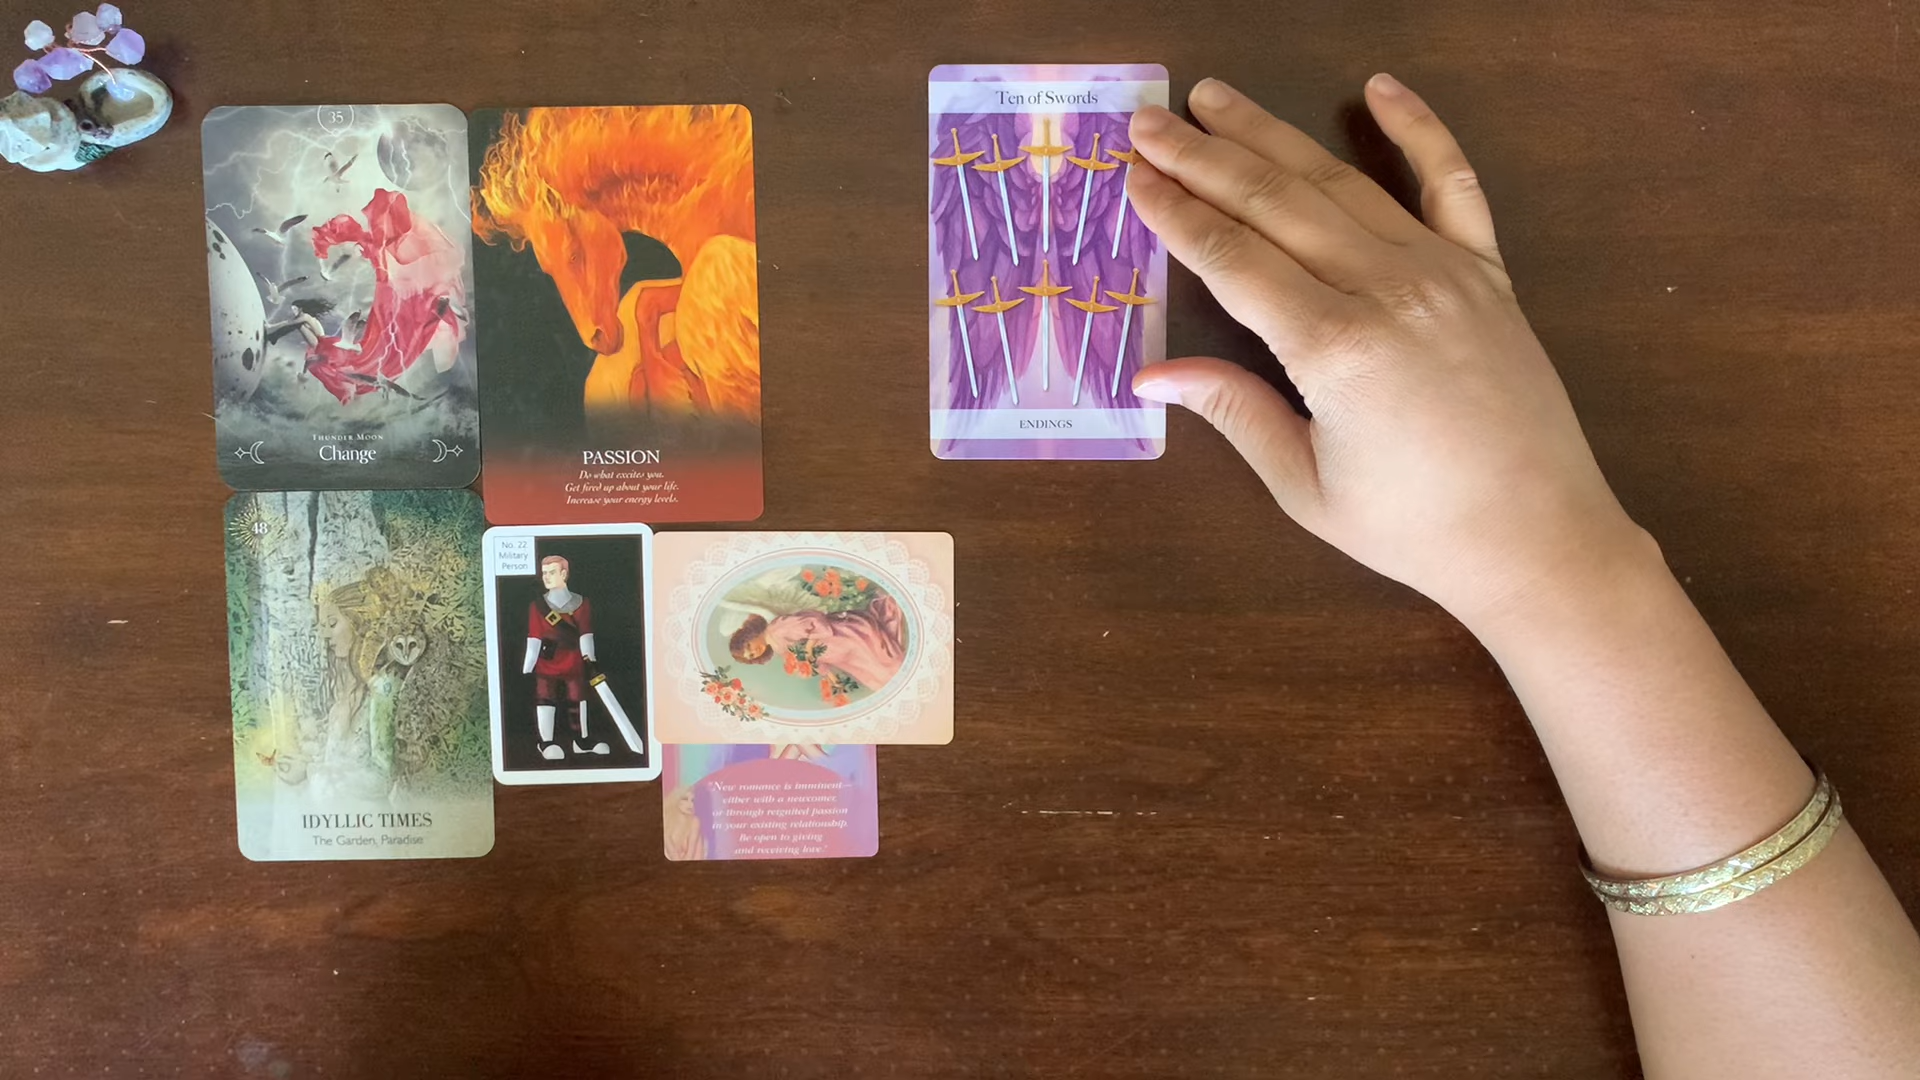 35
THUNDER MOON
Change
PASSION
Do what excites you.
Get fired up about your life.
Increase your energy levels.
Ten of Swords
ENDINGS
48
IDYLLIC TIMES
The Garden, Paradise
No. 22
Military
Person
"New romance is imminent—
either with a newcomer,
or through reignited passion
in your existing relationship.
Be open to giving
and receiving love."